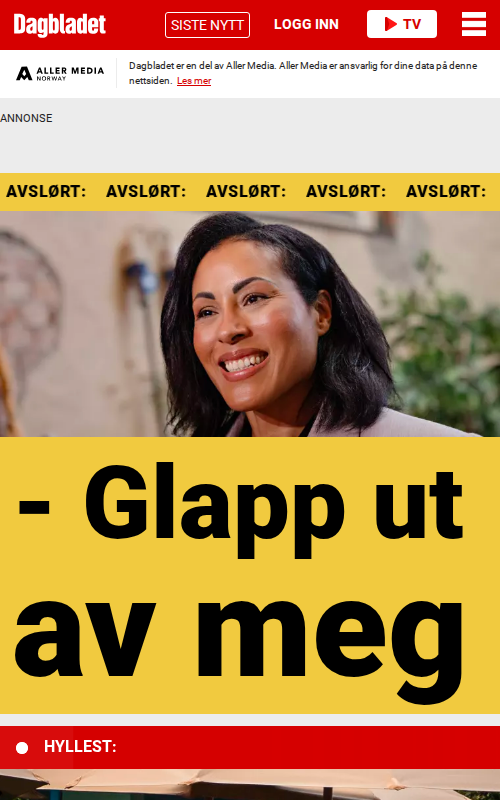 Dagbladet
SISTE NYTT
LOGG INN
TV
ALLER MEDIA
NORWAY
Dagbladet er en del av Aller Media. Aller Media er ansvarlig for dine data på denne
nettsiden. Les mer
ANNONSE
AVSLØRT: AVSLØRT: AVSLØRT: AVSLØRT: AVSLØRT:
- Glapp ut
av meg
HYLLEST: